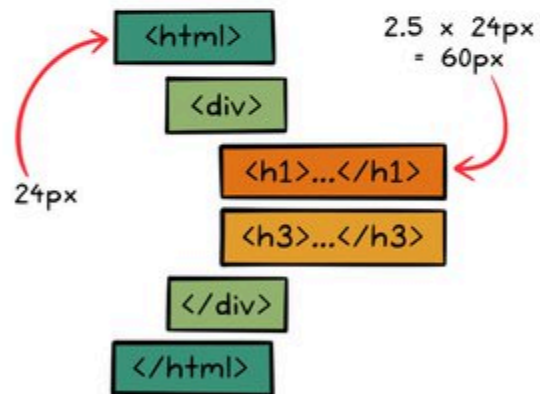 <html>
2.5 x 24px
= 60px
<div>
<h1>...</h1>
24px
<h3>...</h3>
</div>
</html>